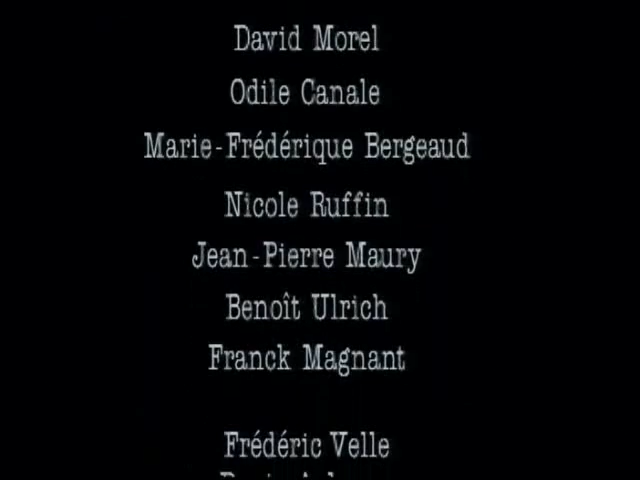 David Morel
Odile Canale
Marie-Frédérique Bergeaud
Nicole Ruffin
Jean-Pierre Maury
Benoît Ulrich
Franck Magnant
Frédéric Velle